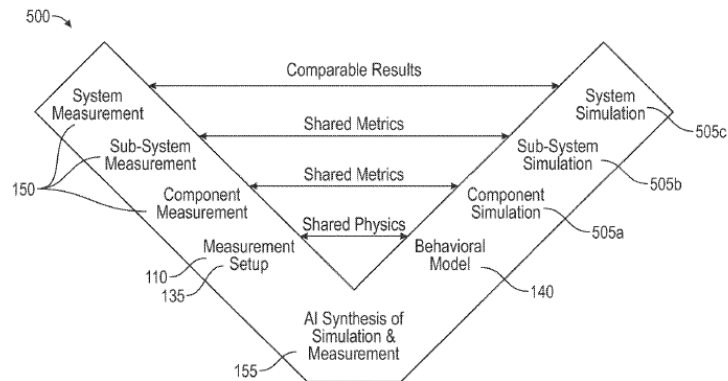 500
Comparable Results
System
Measurement
System
Simulation
505c
Shared Metrics
Sub-System
Measurement
Sub-System
Simulation
505b
150
Shared Metrics
Component
Measurement
Component
Simulation
505a
Shared Physics
Measurement
Setup
110
135
Behavioral
Model
140
AI Synthesis of
Simulation &
Measurement
155